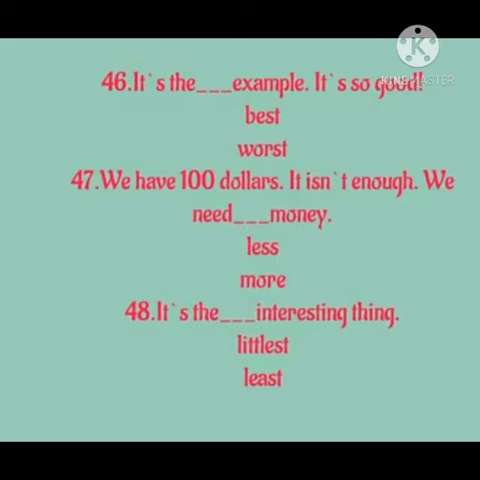 KINEMASTER
46.It`s the___example. It`s so good!
best
worst
47.We have 100 dollars. It isn`t enough. We
need___money.
less
more
48.It`s the___interesting thing.
littlest
least